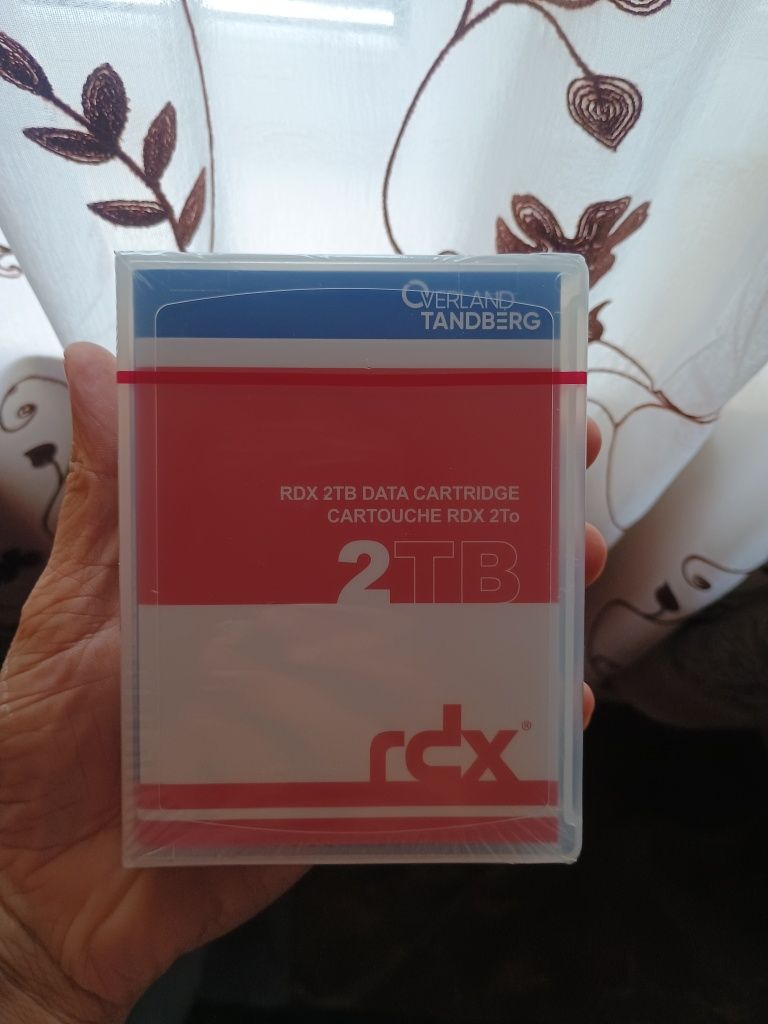 OVERLAND
TANDBERG
RDX 2TB DATA CARTRIDGE
CARTOUCHE RDX 2To
2TB
rdx®